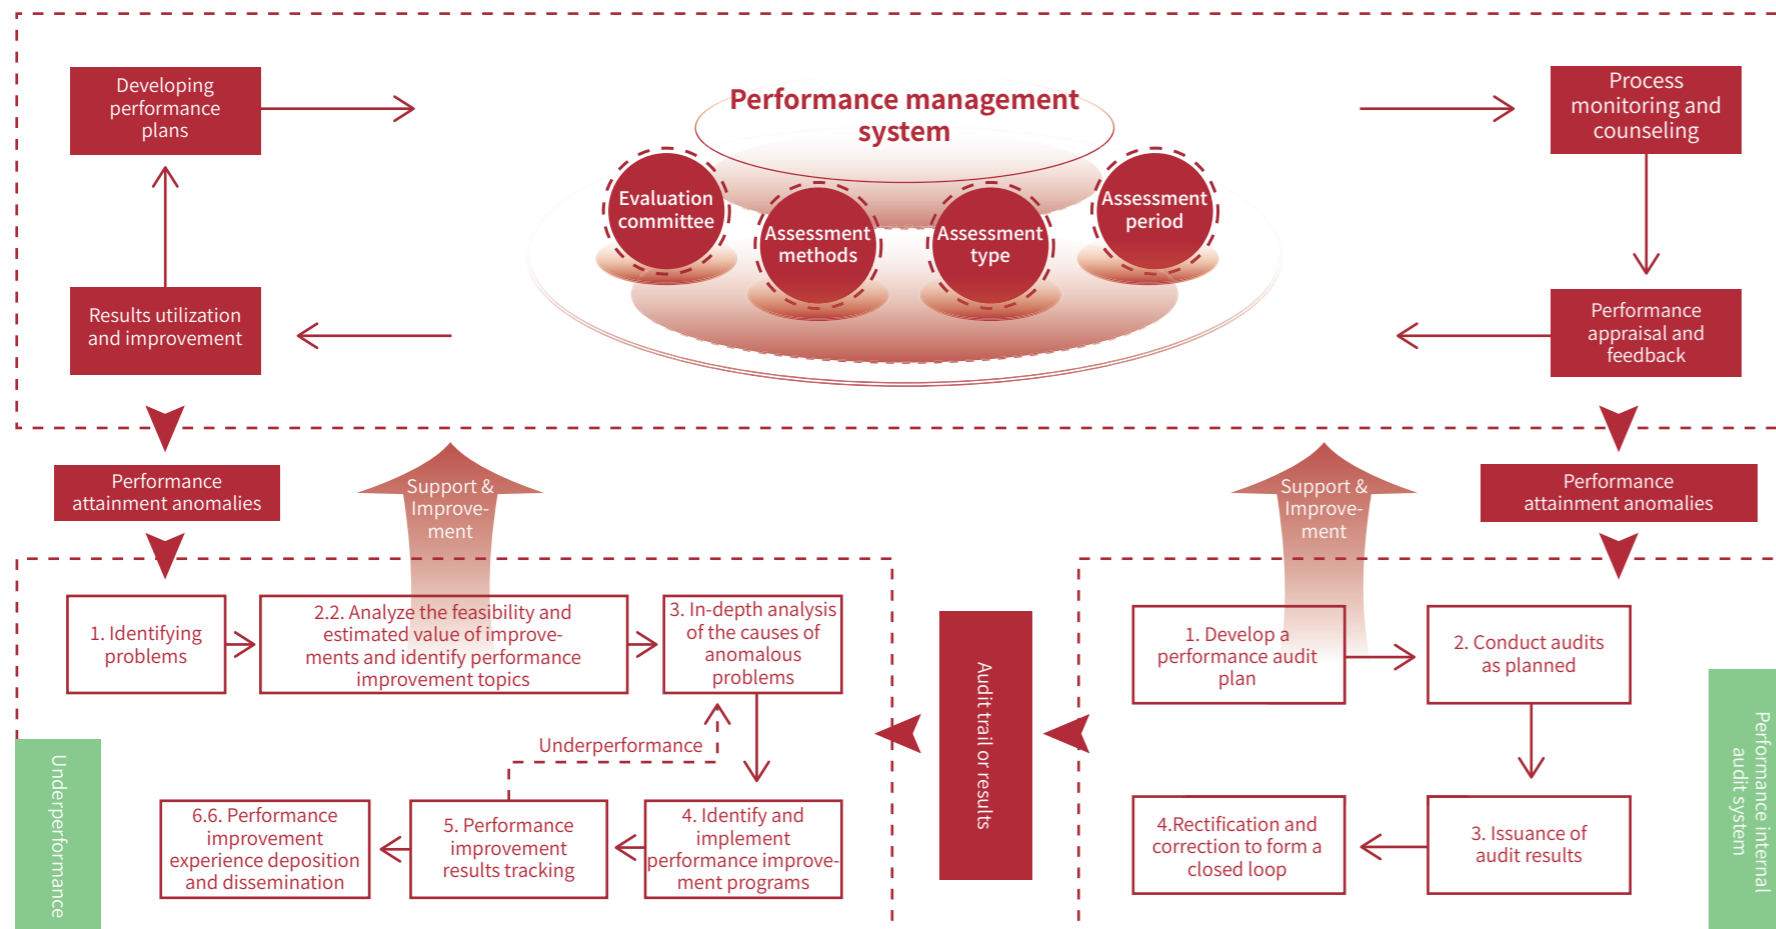 Developing
performance
plans
Performance management
system
Process
monitoring and
counseling
Evaluation
committee
Assessment
methods
Assessment
type
Assessment
period
Results utilization
and improvement
Performance
appraisal and
feedback
Performance
attainment anomalies
Support &
Improve-
ment
Support &
Improve-
ment
Performance
attainment anomalies
1. Identifying
problems
2.2. Analyze the feasibility and
estimated value of improve-
ments and identify performance
improvement topics
3. In-depth analysis
of the causes of
anomalous
problems
Underperformance
4. Identify and
implement
performance improve-
ment programs
5. Performance
improvement
results tracking
6.6. Performance
improvement
experience deposition
and dissemination
Underperformance
Audit trail or results
1. Develop a
performance audit
plan
2. Conduct audits
as planned
3. Issuance of
audit results
4.Rectification and
correction to form a
closed loop
Performance internal
audit system